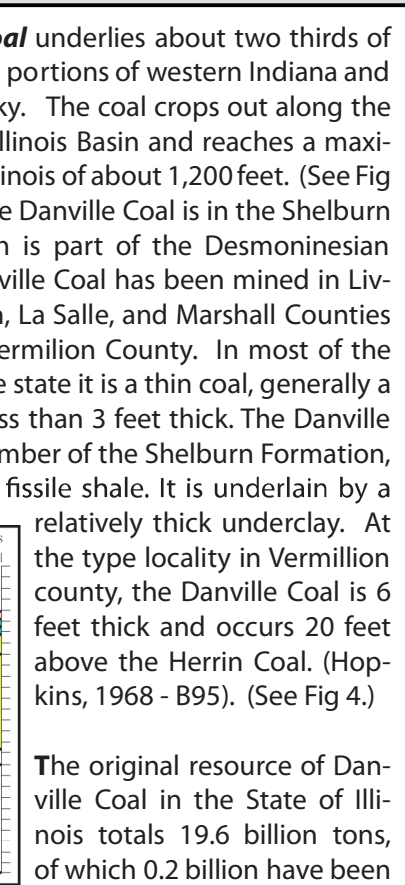 oal underlies about two thirds of
portions of western Indiana and
ky. The coal crops out along the
llinois Basin and reaches a maxi-
linois of about 1,200 feet. (See Fig
e Danville Coal is in the Shelburn
n is part of the Desmoninesian
ville Coal has been mined in Liv-
n, La Salle, and Marshall Counties
ermilion County. In most of the
e state it is a thin coal, generally a
ss than 3 feet thick. The Danville
mber of the Shelburn Formation,
fissile shale. It is underlain by a
relatively thick underclay. At
the type locality in Vermillion
county, the Danville Coal is 6
feet thick and occurs 20 feet
above the Herrin Coal. (Hop-
kins, 1968 - B95). (See Fig 4.)
The original resource of Dan-
ville Coal in the State of Illi-
nois totals 19.6 billion tons,
of which 0.2 billion have been